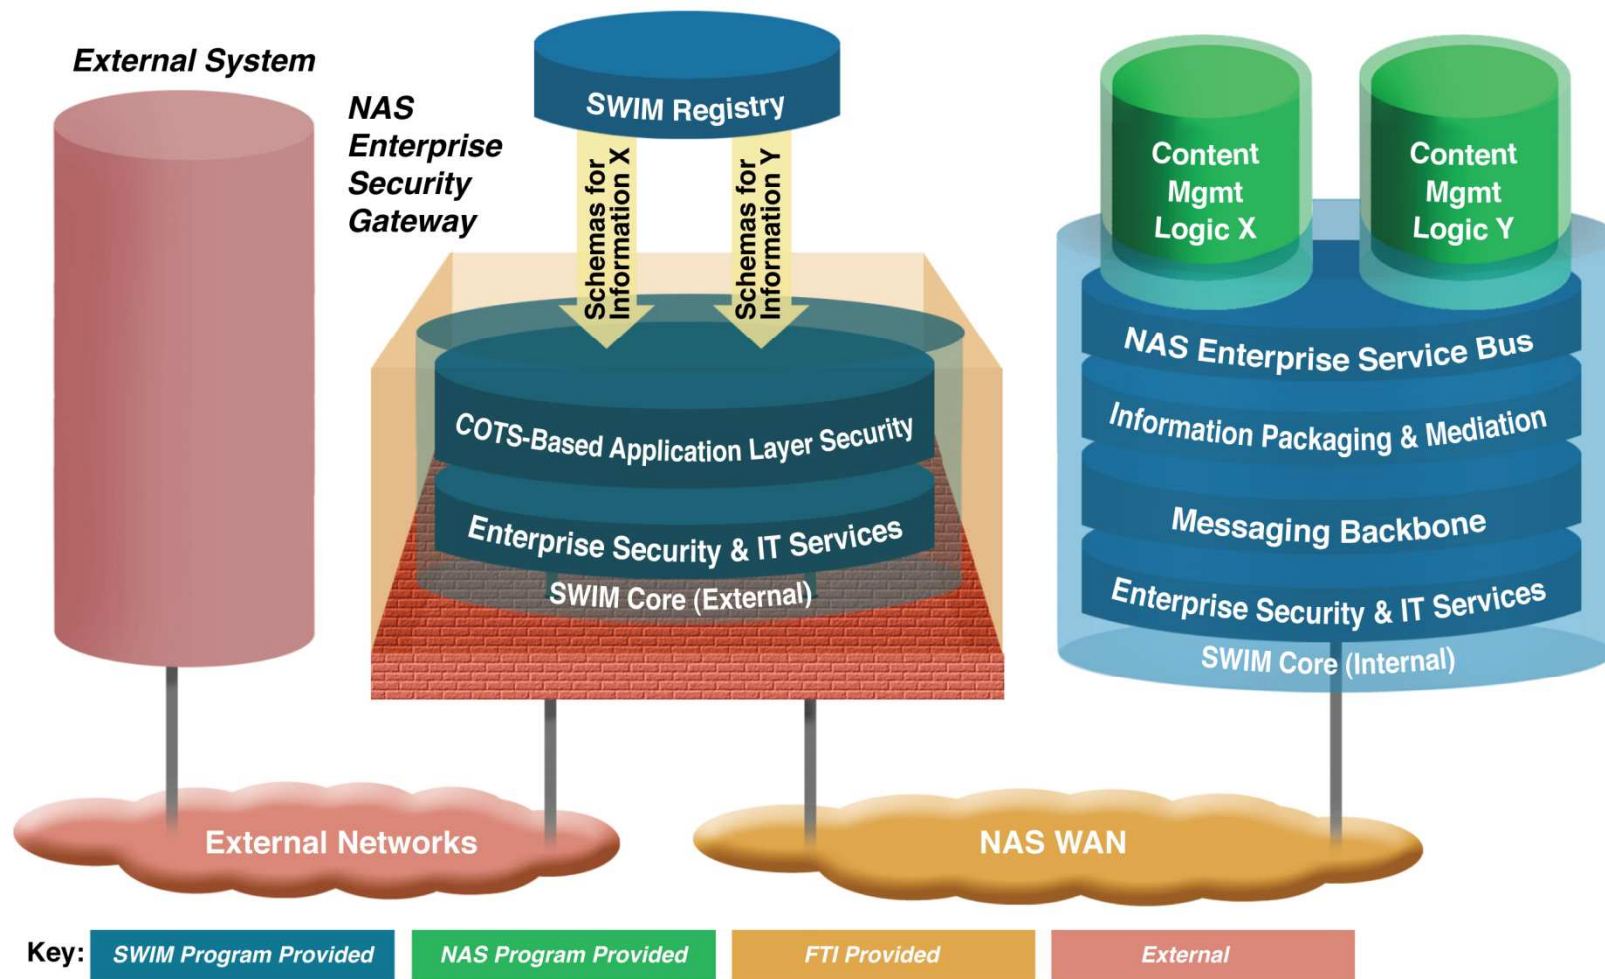 External System
NAS
Enterprise
Security
Gateway
SWIM Registry
Schemas for
Information X
Schemas for
Information Y
COTS-Based Application Layer Security
Enterprise Security & IT Services
SWIM Core (External)
Content
Mgmt
Logic X
Content
Mgmt
Logic Y
NAS Enterprise Service Bus
Information Packaging & Mediation
Messaging Backbone
Enterprise Security & IT Services
SWIM Core (Internal)
External Networks
NAS WAN
Key:
SWIM Program Provided
NAS Program Provided
FTI Provided
External